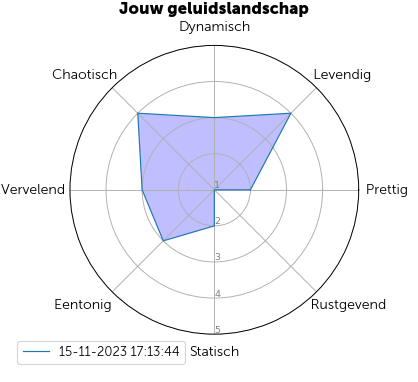 Jouw geluidslandschap
Dynamisch
Chaotisch
Levendig
Vervelend
1
Prettig
2
3
Eentonig
4
Rustgevend
5
15-11-2023 17:13:44
Statisch